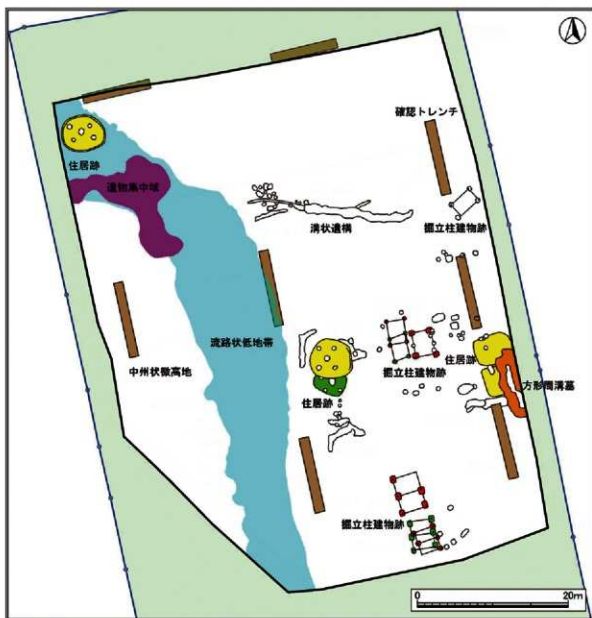 確認トレンチ
住居跡
遺物集中域
溝状遺構
掘立柱建物跡
流路状低地帯
中州状微高地
掘立柱建物跡
住居跡
方形周溝墓
住居跡
掘立柱建物跡
0 20m